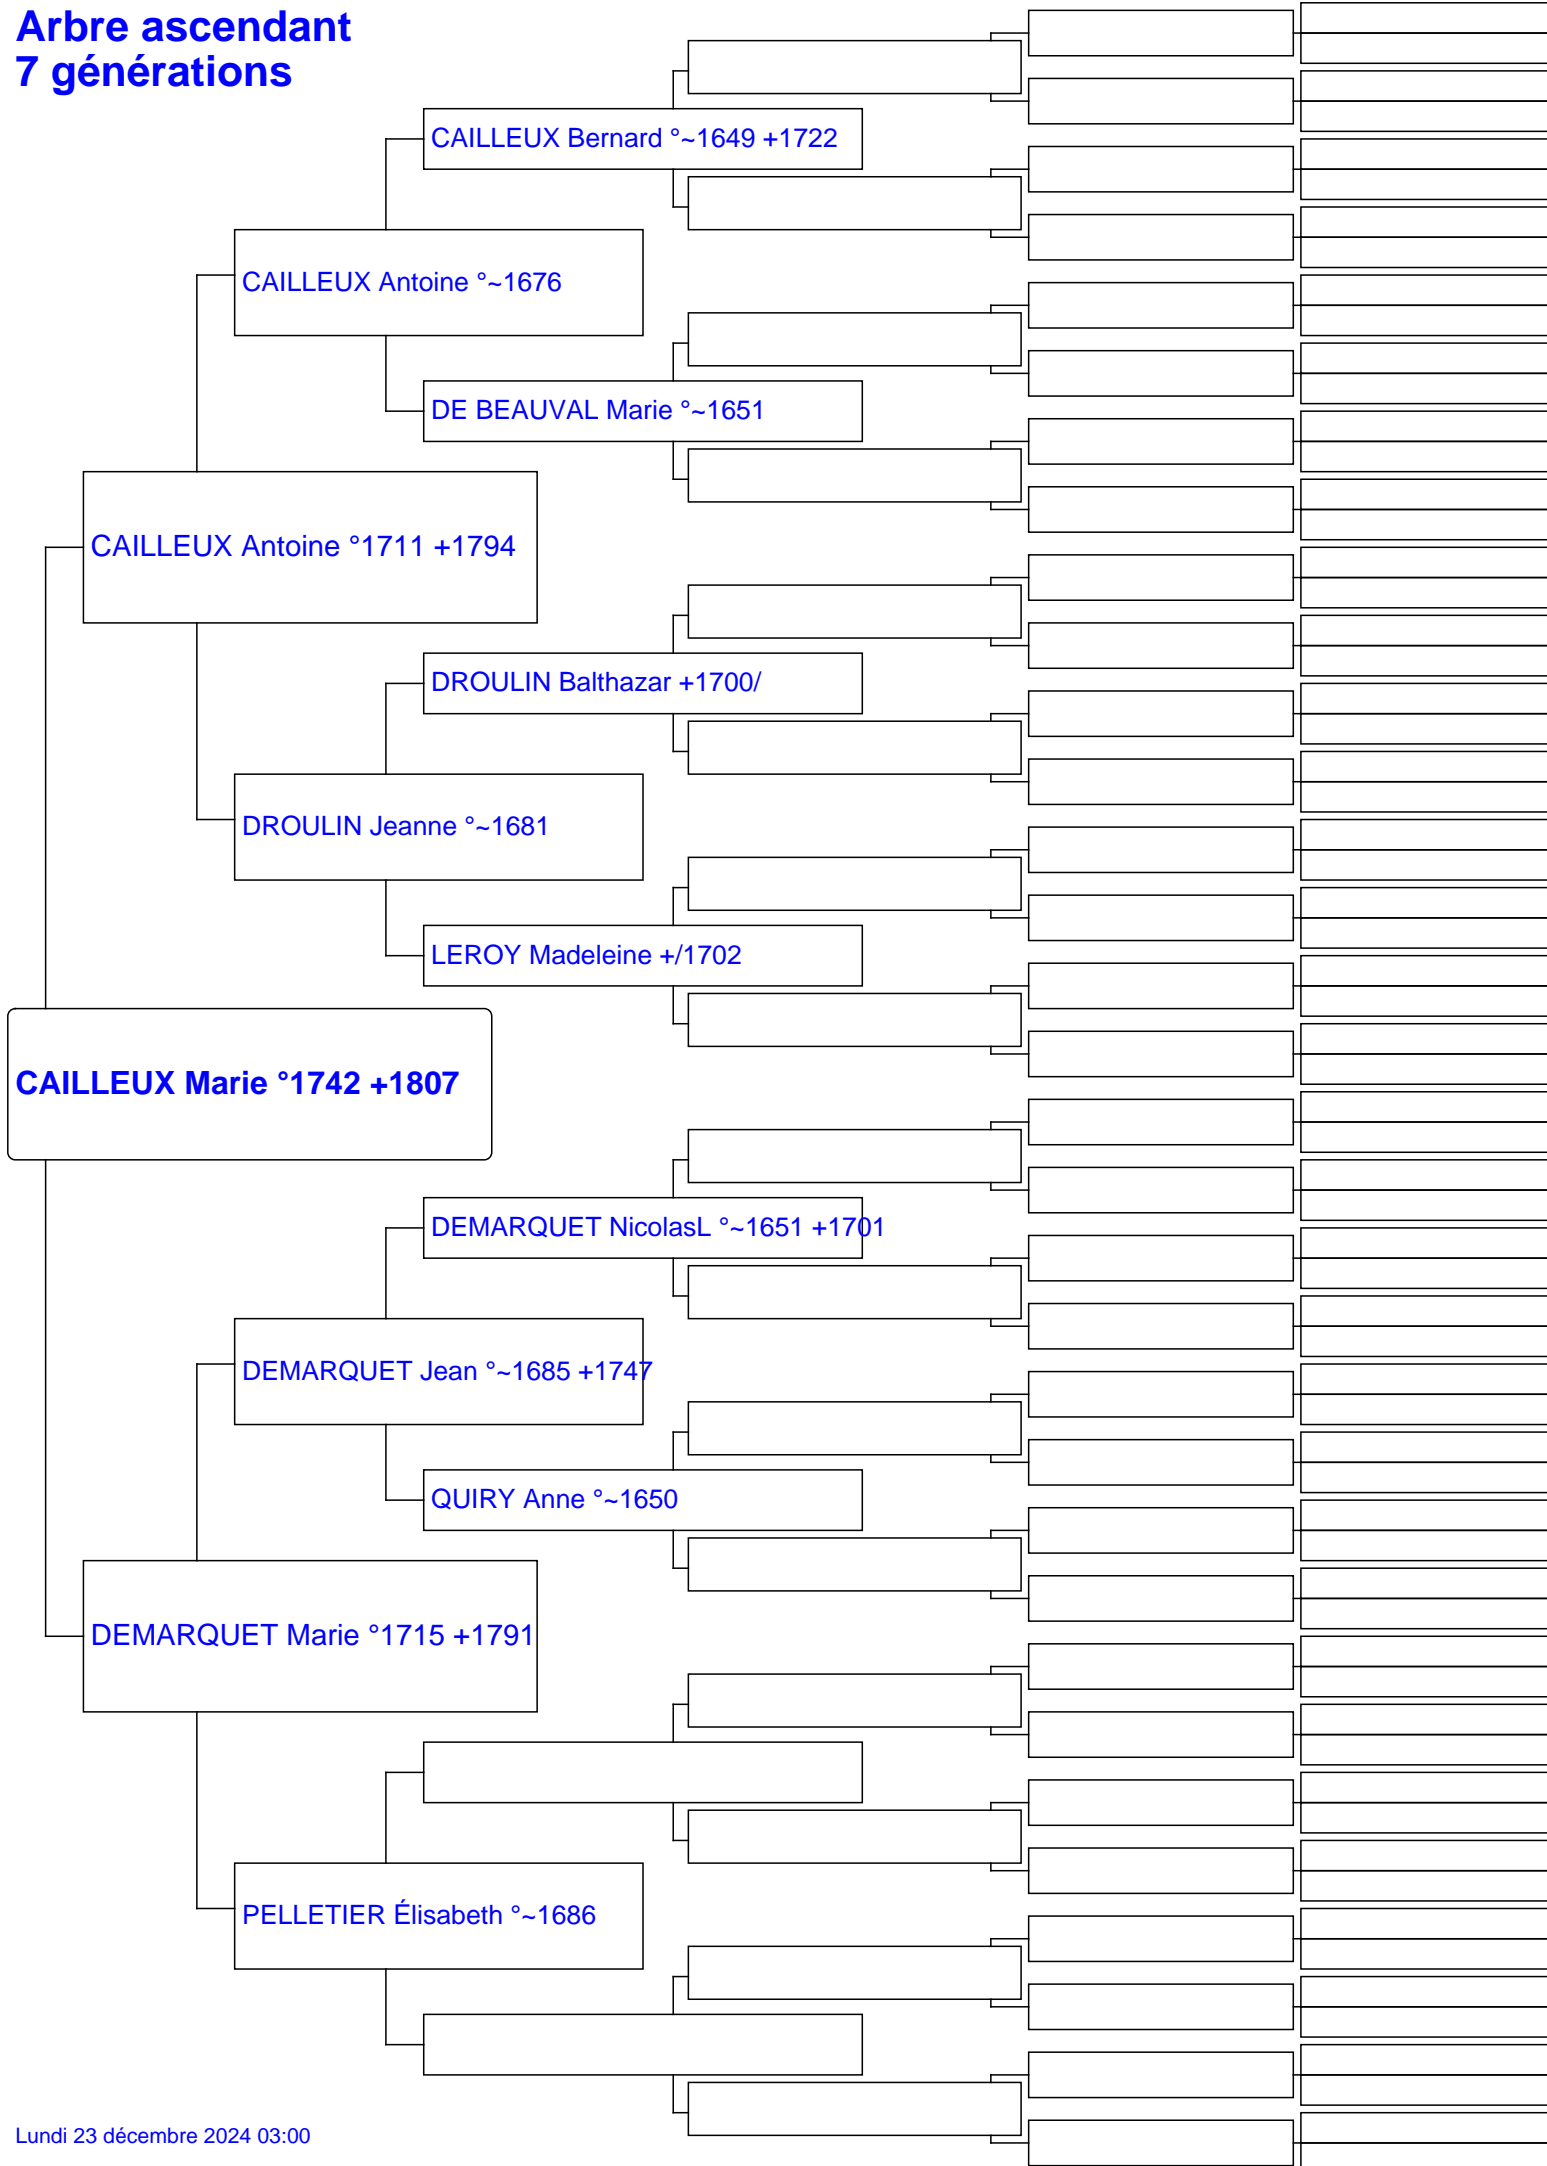 Arbre ascendant
7 générations
CAILLEUX Bernard °~1649 +1722
CAILLEUX Antoine °~1676
DE BEAUVAL Marie °~1651
CAILLEUX Antoine °1711 +1794
DROULIN Balthazar +1700/
DROULIN Jeanne °~1681
LEROY Madeleine +/1702
CAILLEUX Marie °1742 +1807
DEMARQUET NicolasL °~1651 +1701
DEMARQUET Jean °~1685 +1747
QUIRY Anne °~1650
DEMARQUET Marie °1715 +1791
PELLETIER Élisabeth °~1686
Lundi 23 décembre 2024 03:00